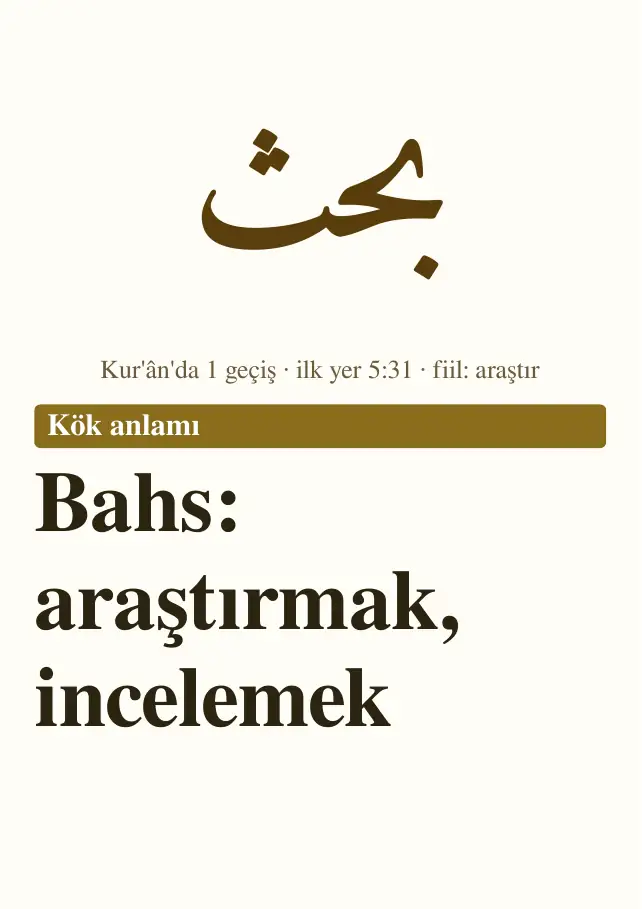 بحث
Kur'ân'da 1 geçiş · ilk yer 5:31 · fiil: araştır
Kök anlamı
Bahs:
araştırmak,
incelemek